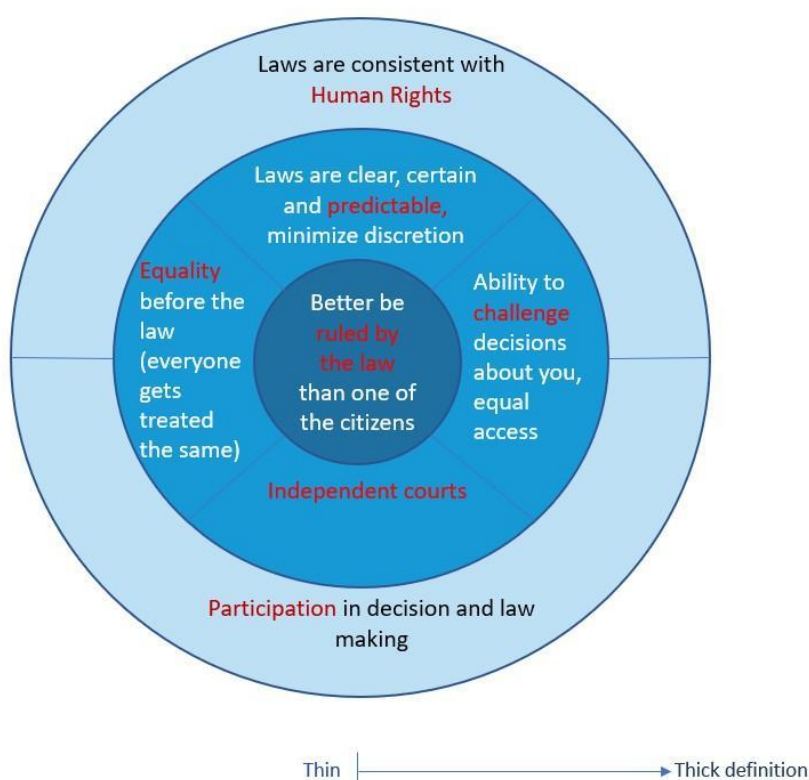 Laws are consistent with
Human Rights
Laws are clear, certain
and predictable,
minimize discretion
Equality
before the
law
(everyone
gets
treated
the same)
Better be
ruled by
the law
than one of
the citizens
Ability to
challenge
decisions
about you,
equal
access
Independent courts
Participation in decision and law
making
Thin
Thick definition